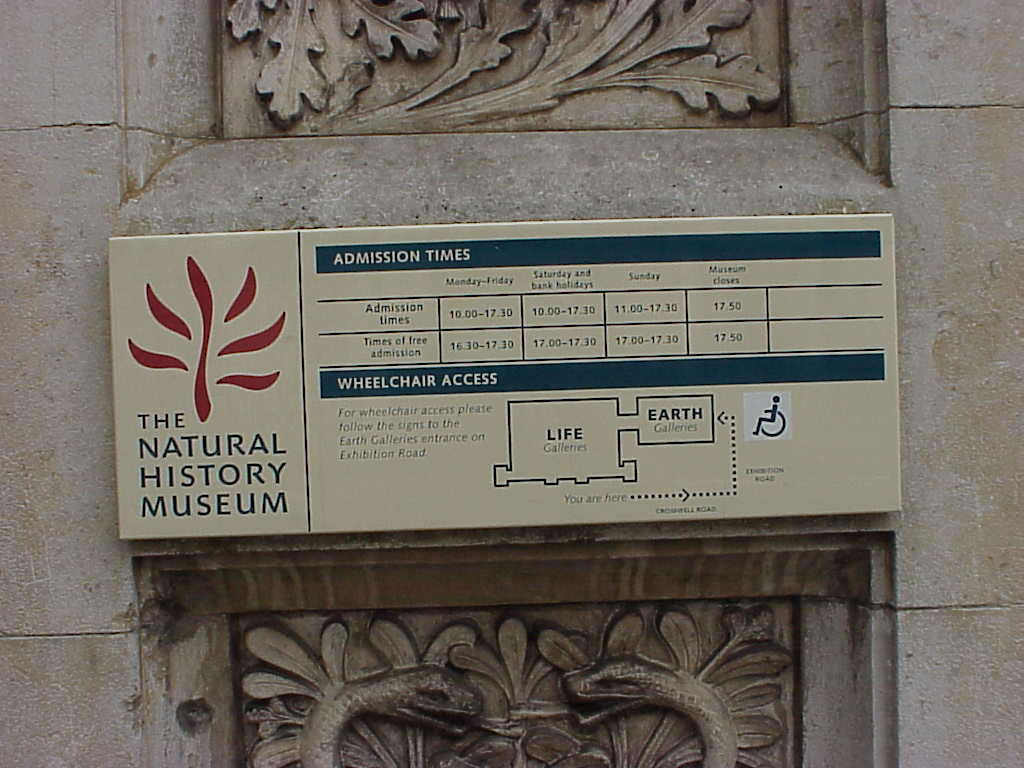 THE
NATURAL
HISTORY
MUSEUM
ADMISSION TIMES
Monday–Friday Saturday and bank holidays Sunday Museum closes
Admission times 10.00–17.30 10.00–17.30 11.00–17.30 17.50
Times of free admission 16.30–17.30 17.00–17.30 17.00–17.30 17.50
WHEELCHAIR ACCESS
For wheelchair access please
follow the signs to the
Earth Galleries entrance on
Exhibition Road.
LIFE
Galleries
EARTH
Galleries
EXHIBITION
ROAD
You are here
CROMWELL ROAD